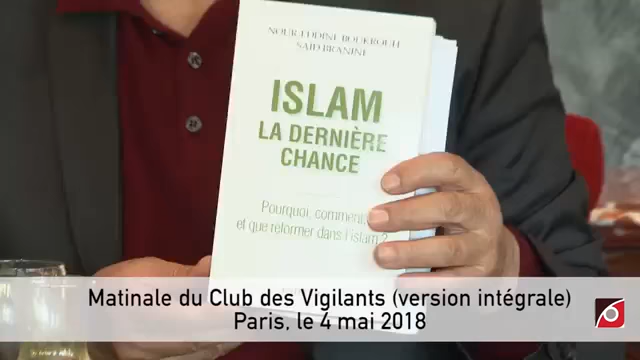 NOUR-EDDINE BOUKROUH
SAÏD BRANINE
ISLAM
LA DERNIÈRE
CHANCE
Pourquoi, comment
et que réformer dans l'islam ?
Matinale du Club des Vigilants (version intégrale)
Paris, le 4 mai 2018